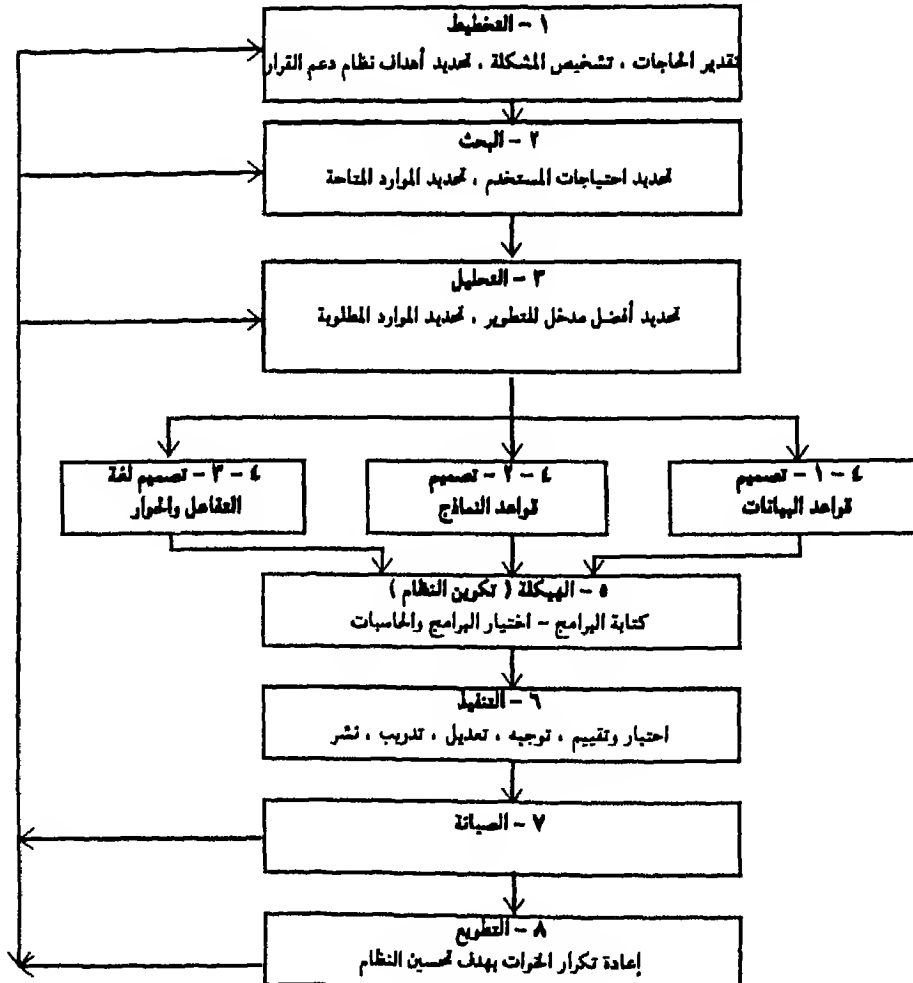 ١ - التخطيط
تقدير الحاجات ، تشخيص المشكلة ، تحديد أهداف نظام دعم القرار
٢ - البحث
تحديد احتياجات المستخدم ، تحديد الموارد المتاحة
٣ - التحليل
تحديد أفضل مدخل للتطوير ، تحديد الموارد المطلوبة
٤ - ١ - تصميم
قواعد البيانات
٤ - ٢ - تصميم
قواعد النماذج
٤ - ٣ - تصميم لغة
التفاعل والحوار
٥ - الهيكلة ( تكوين النظام )
كتابة البرامج - اختيار البرامج والحاسبات
٦ - التنفيذ
اختبار وتقييم ، توجيه ، تعديل ، تدريب ، نشر
٧ - الصيانة
٨ - التطويع
إعادة تكرار الخوات بهدف تحسين النظام